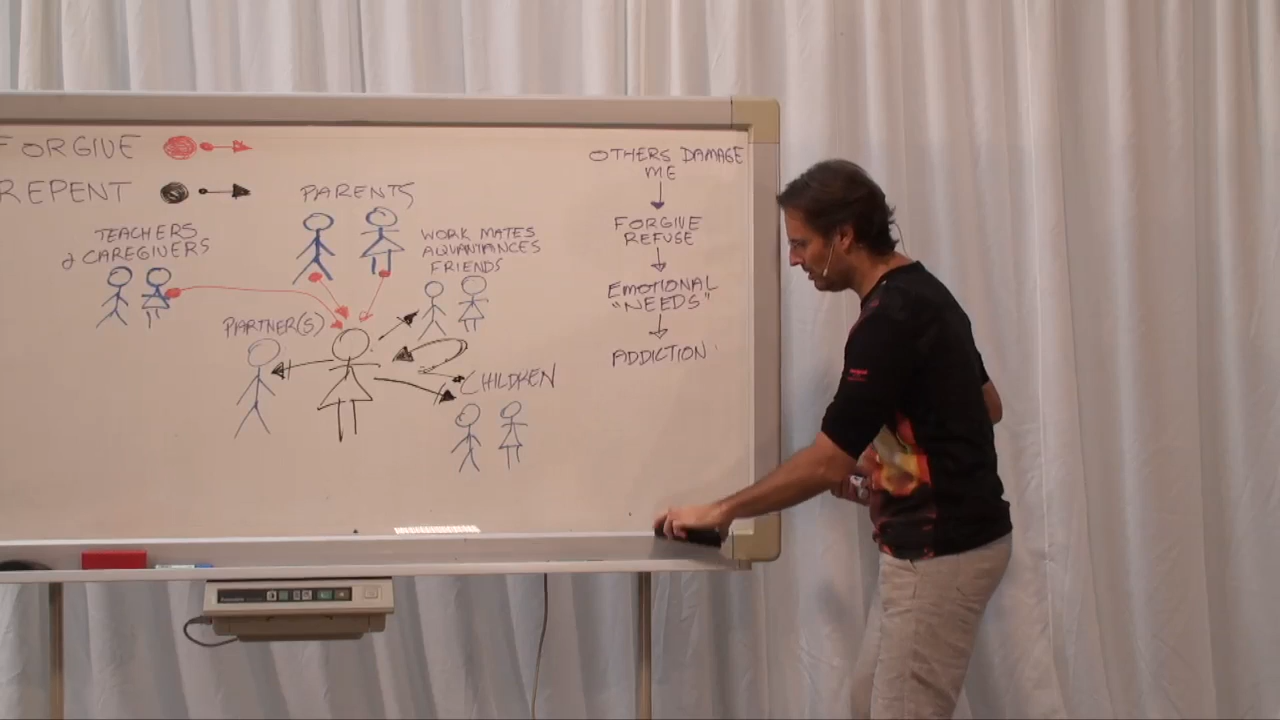 FORGIVE
REPENT
PARENTS
TEACHERS
& CAREGIVERS
WORK MATES
AQUANTANCES
FRIENDS
PARTNER(S)
CHILDREN
OTHERS DAMAGE
ME
FORGIVE
REFUSE
EMOTIONAL
"NEEDS"
ADDICTION